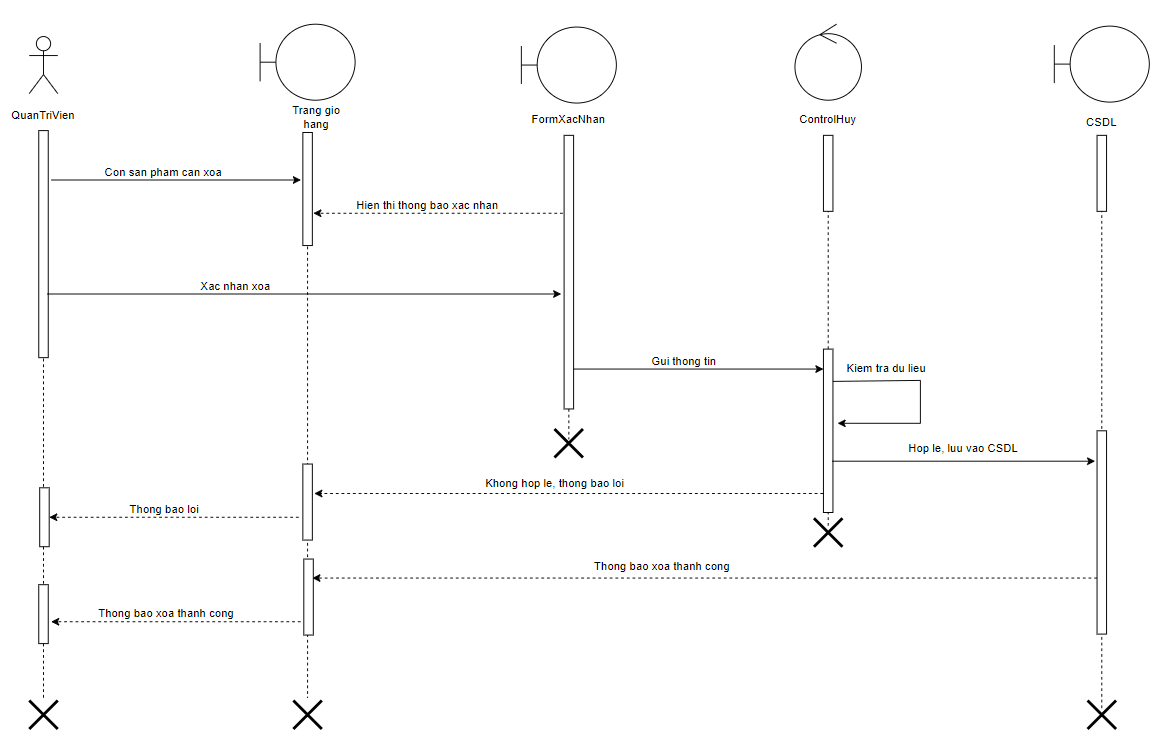 QuanTriVien
Trang gio
hang
FormXacNhan
ControlHuy
CSDL
Con san pham can xoa
Hien thi thong bao xac nhan
Xac nhan xoa
Gui thong tin
Kiem tra du lieu
Hop le, luu vao CSDL
Khong hop le, thong bao loi
Thong bao loi
Thong bao xoa thanh cong
Thong bao xoa thanh cong